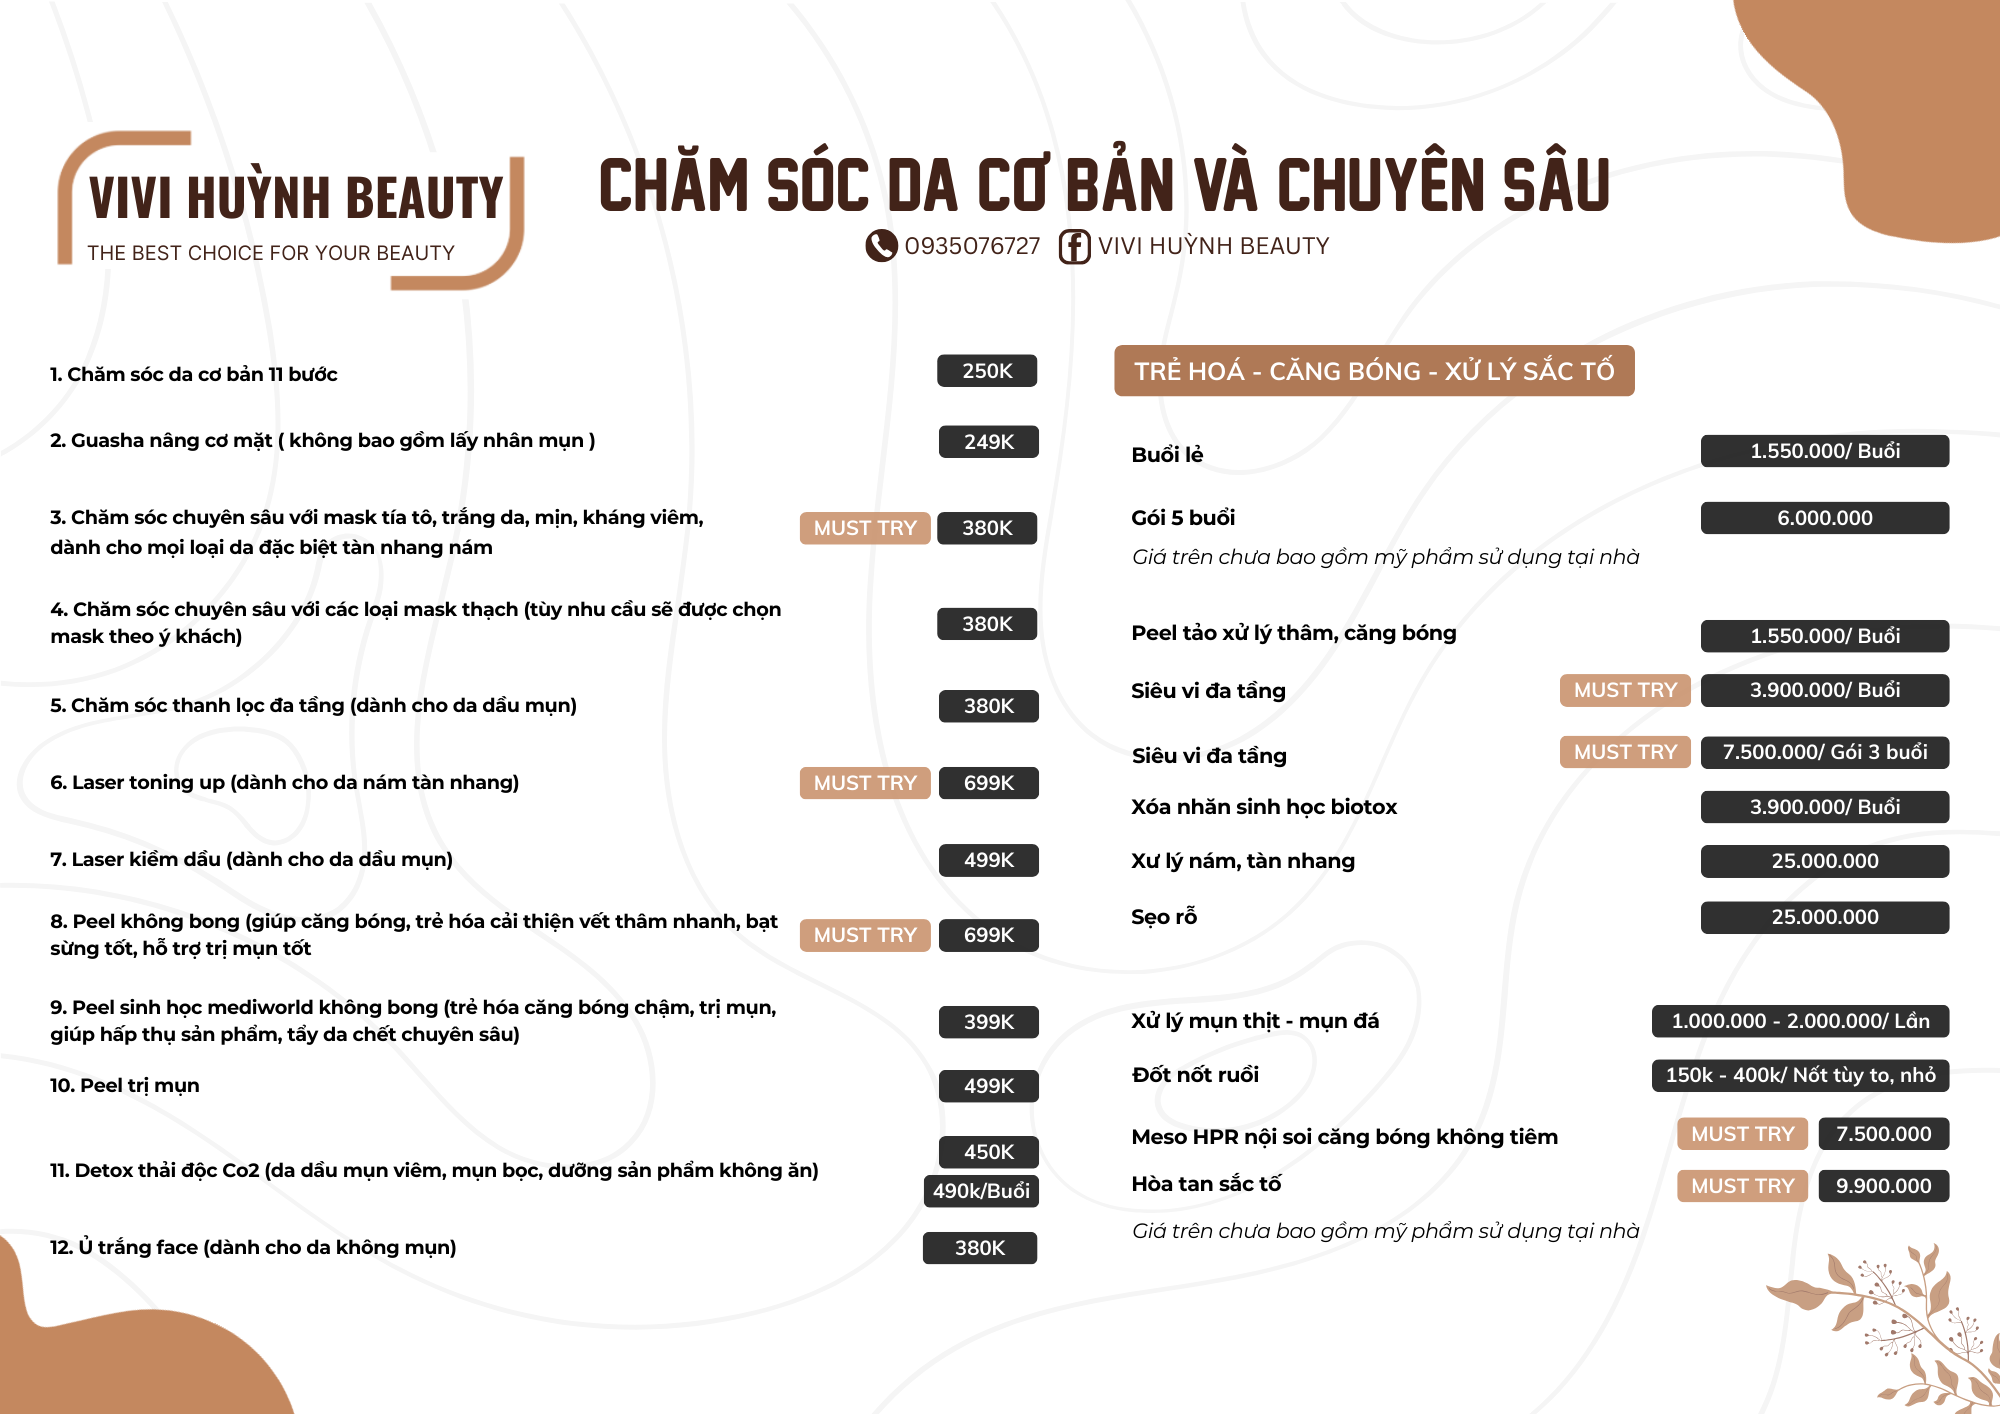 VIVI HUỲNH BEAUTY
THE BEST CHOICE FOR YOUR BEAUTY
CHĂM SÓC DA CƠ BẢN VÀ CHUYÊN SÂU
0935076727 VIVI HUỲNH BEAUTY
1. Chăm sóc da cơ bản 11 bước 250K
2. Guasha nâng cơ mặt ( không bao gồm lấy nhân mụn ) 249K
3. Chăm sóc chuyên sâu với mask tía tô, trắng da, mịn, kháng viêm,
dành cho mọi loại da đặc biệt tàn nhang nám
MUST TRY 380K
4. Chăm sóc chuyên sâu với các loại mask thạch (tùy nhu cầu sẽ được chọn
mask theo ý khách)
380K
5. Chăm sóc thanh lọc đa tầng (dành cho da dầu mụn) 380K
6. Laser toning up (dành cho da nám tàn nhang) MUST TRY 699K
7. Laser kiềm dầu (dành cho da dầu mụn) 499K
8. Peel không bong (giúp căng bóng, trẻ hóa cải thiện vết thâm nhanh, bạt
sừng tốt, hỗ trợ trị mụn tốt
MUST TRY 699K
9. Peel sinh học mediworld không bong (trẻ hóa căng bóng chậm, trị mụn,
giúp hấp thụ sản phẩm, tẩy da chết chuyên sâu)
399K
10. Peel trị mụn 499K
11. Detox thải độc Co2 (da dầu mụn viêm, mụn bọc, dưỡng sản phẩm không ăn)
450K
490k/Buổi
12. Ủ trắng face (dành cho da không mụn) 380K
TRẺ HOÁ - CĂNG BÓNG - XỬ LÝ SẮC TỐ
Buổi lẻ 1.550.000/ Buổi
Gói 5 buổi 6.000.000
Giá trên chưa bao gồm mỹ phẩm sử dụng tại nhà
Peel tảo xử lý thâm, căng bóng 1.550.000/ Buổi
Siêu vi đa tầng MUST TRY 3.900.000/ Buổi
Siêu vi đa tầng MUST TRY 7.500.000/ Gói 3 buổi
Xóa nhăn sinh học biotox 3.900.000/ Buổi
Xư lý nám, tàn nhang 25.000.000
Sẹo rỗ 25.000.000
Xử lý mụn thịt - mụn đá 1.000.000 - 2.000.000/ Lần
Đốt nốt ruồi 150k - 400k/ Nốt tùy to, nhỏ
Meso HPR nội soi căng bóng không tiêm MUST TRY 7.500.000
Hòa tan sắc tố MUST TRY 9.900.000
Giá trên chưa bao gồm mỹ phẩm sử dụng tại nhà